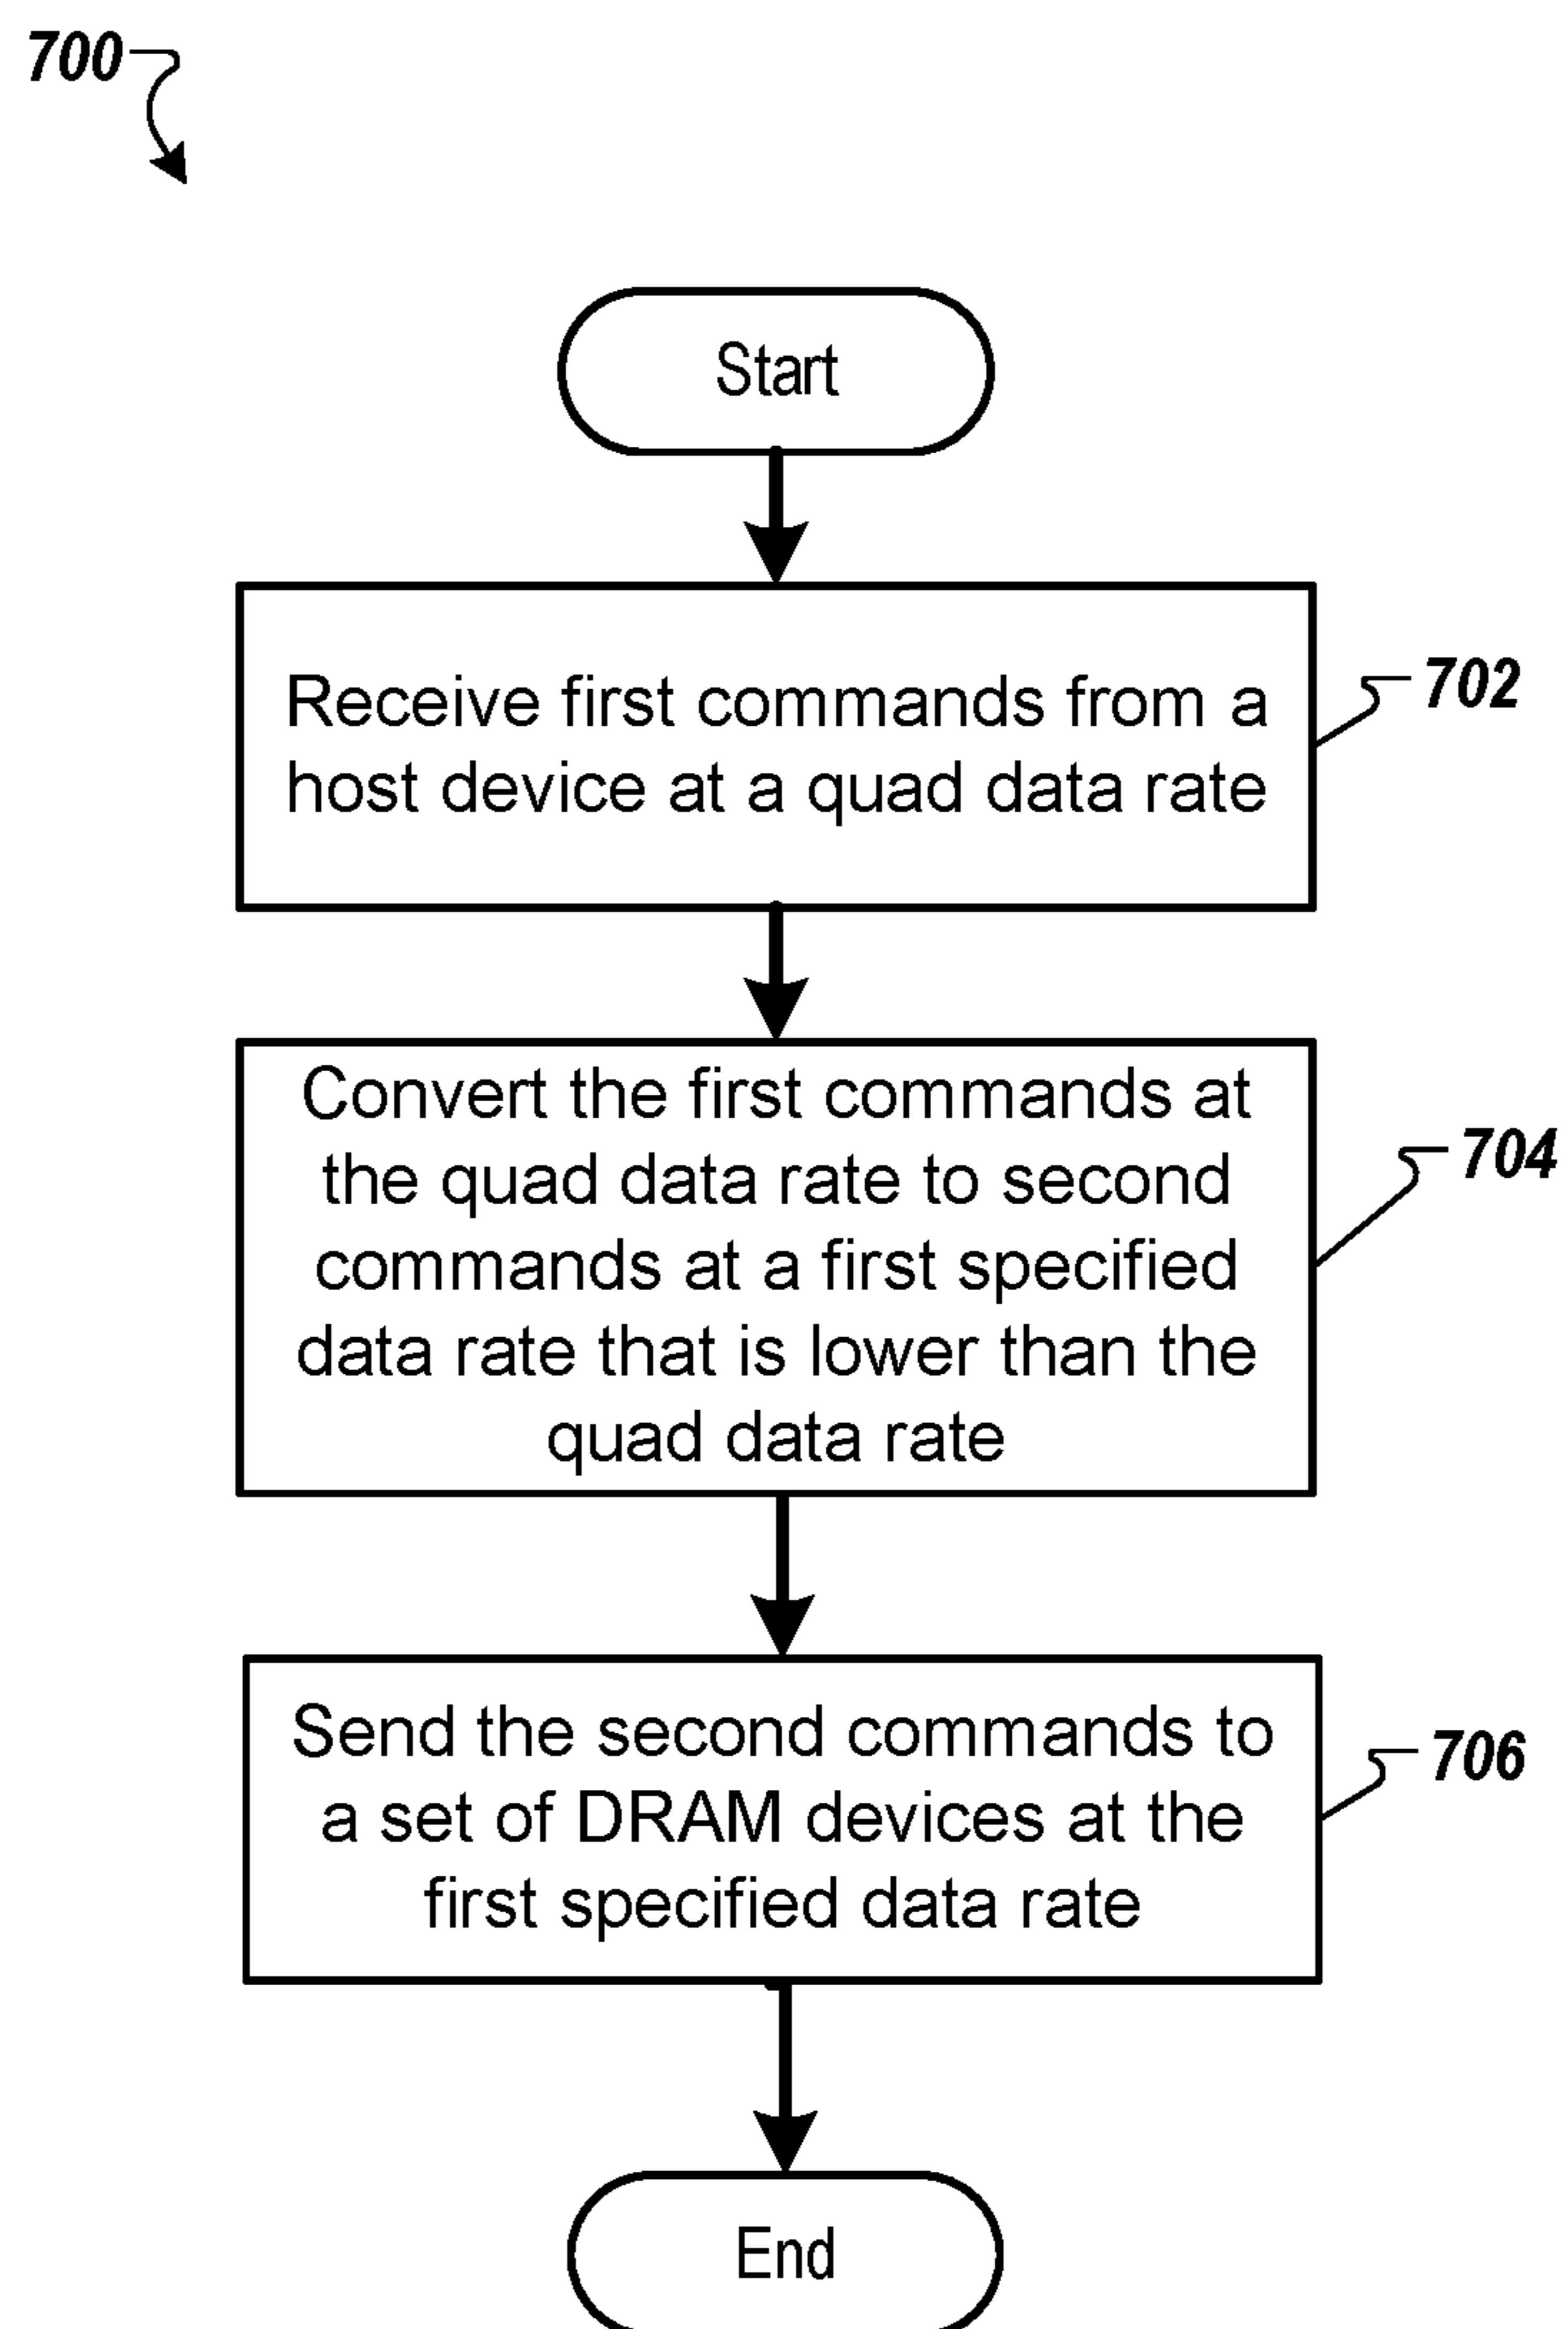 700
Start
Receive first commands from a
host device at a quad data rate
702
Convert the first commands at
the quad data rate to second
commands at a first specified
data rate that is lower than the
quad data rate
704
Send the second commands to
a set of DRAM devices at the
first specified data rate
706
End